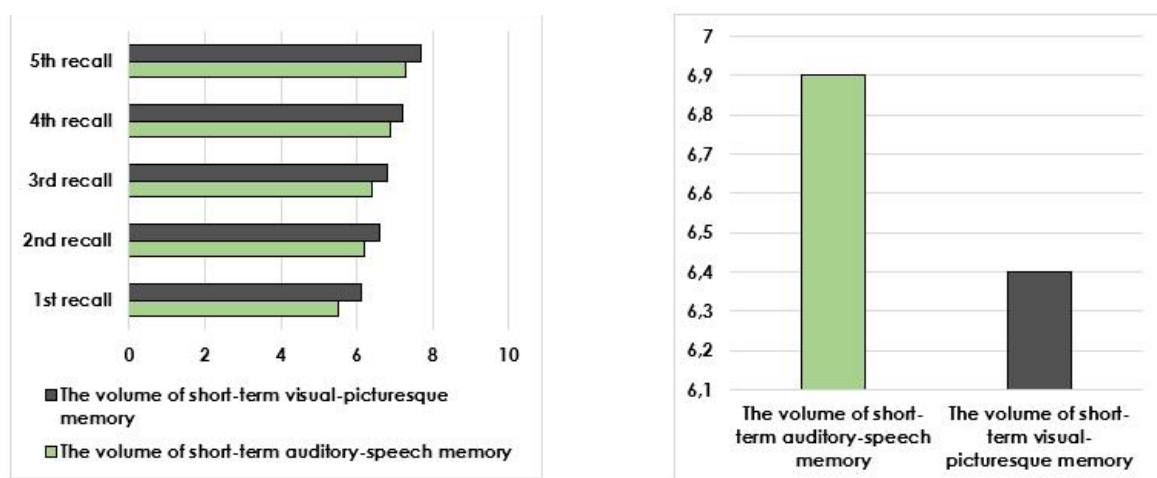 5th recall
4th recall
3rd recall
2nd recall
1st recall
0 2 4 6 8 10
The volume of short-term visual-picturesque
memory
The volume of short-term auditory-speech memory
7
6,9
6,8
6,7
6,6
6,5
6,4
6,3
6,2
6,1
The volume of short-
term auditory-speech
memory
The volume of short-
term visual-
picturesque memory